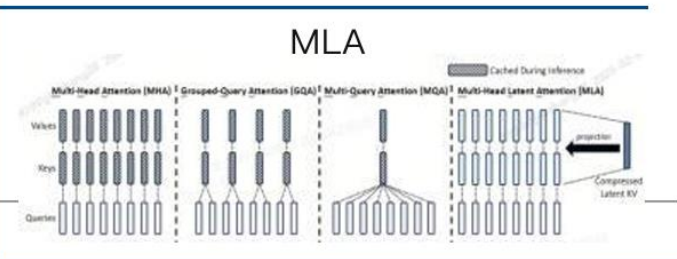 MLA
Cached During Inference
Multi-Head Attention (MHA)
Grouped-Query Attention (GQA)
Multi-Query Attention (MQA)
Multi-Head Latent Attention (MLA)
Values
projection
Keys
Compressed
Latent KV
Queries